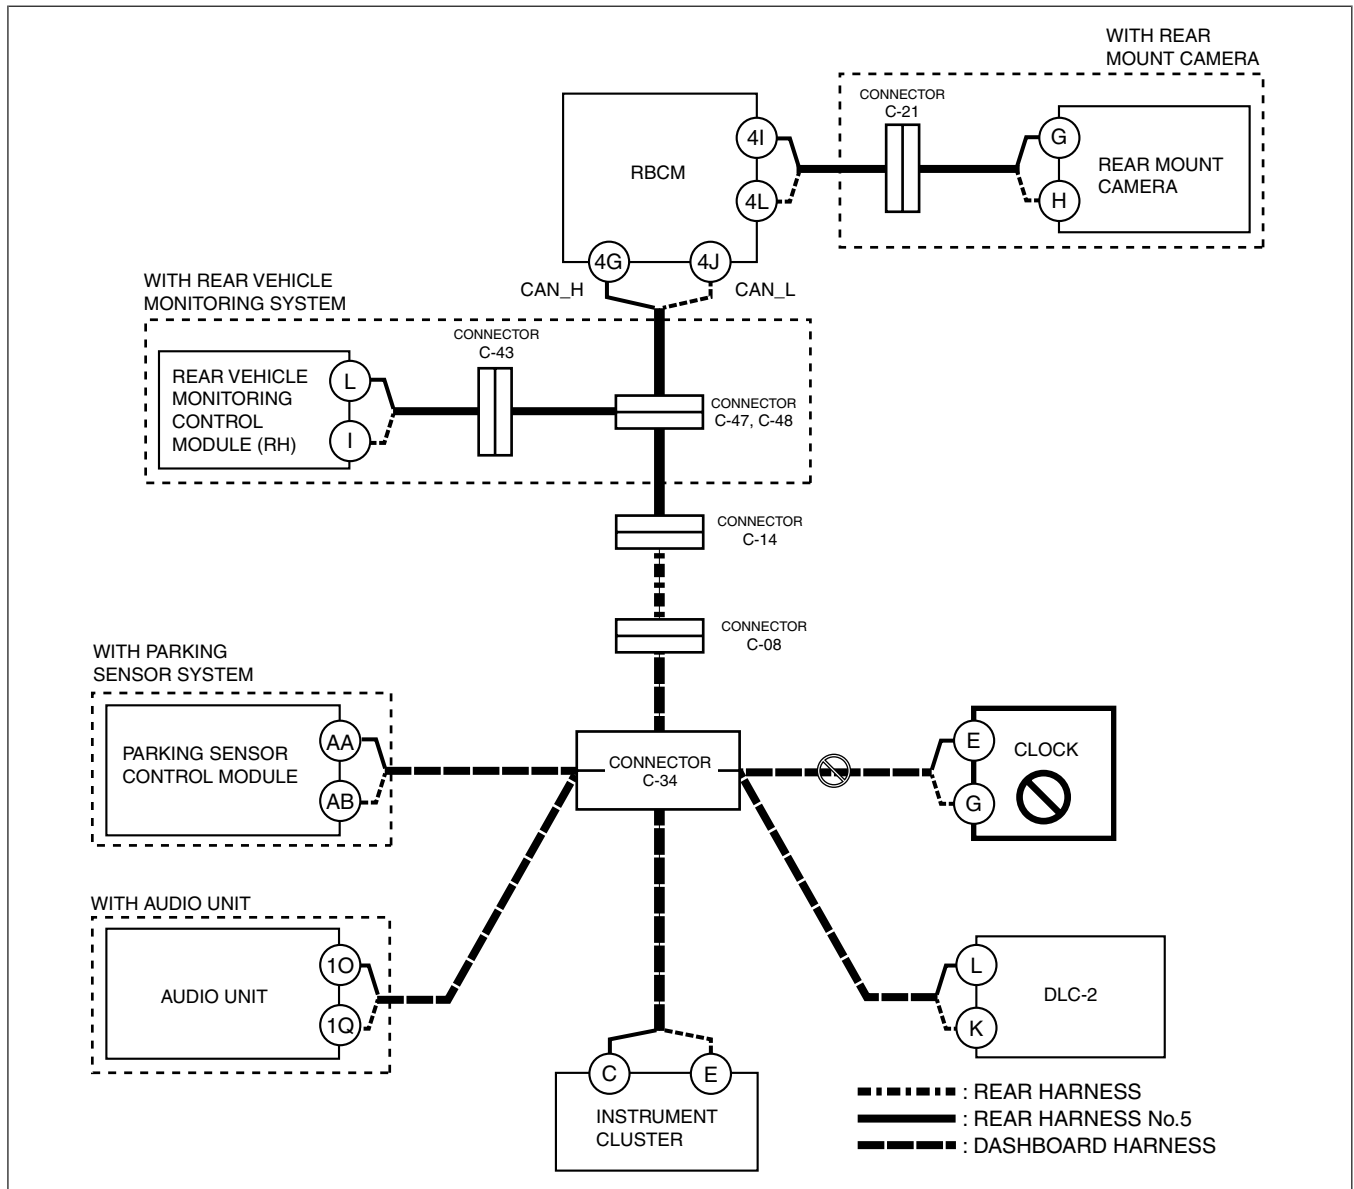 WITH REAR
MOUNT CAMERA
CONNECTOR
C-21
4I
G
RBCM
REAR MOUNT
CAMERA
4L
H
4G
4J
CAN_H
CAN_L
WITH REAR VEHICLE
MONITORING SYSTEM
CONNECTOR
C-43
L
REAR VEHICLE
MONITORING
CONTROL
MODULE (RH)
I
CONNECTOR
C-47, C-48
CONNECTOR
C-14
CONNECTOR
C-08
WITH PARKING
SENSOR SYSTEM
AA
PARKING SENSOR
CONTROL MODULE
AB
CONNECTOR
C-34
E
CLOCK
G
WITH AUDIO UNIT
1O
AUDIO UNIT
1Q
L
DLC-2
K
C
E
INSTRUMENT
CLUSTER
: REAR HARNESS
: REAR HARNESS No.5
: DASHBOARD HARNESS